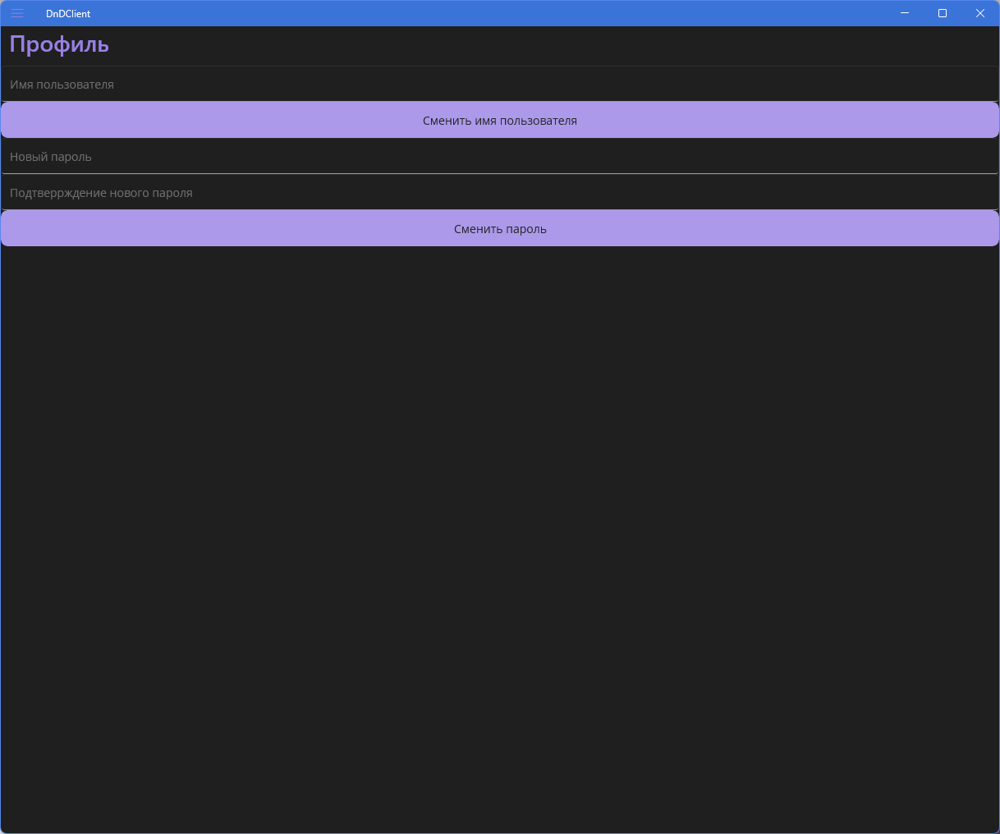 DnDClient
Профиль
Имя пользователя
Сменить имя пользователя
Новый пароль
Подтверрждение нового пароля
Сменить пароль